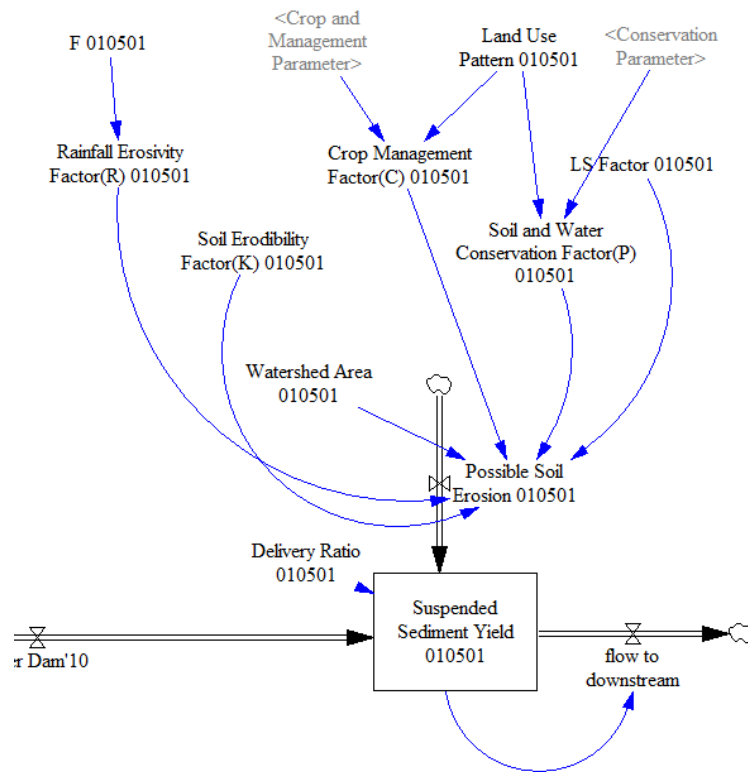 F 010501
<Crop and
Management
Parameter>
Land Use
Pattern 010501
<Conservation
Parameter>
Rainfall Erosivity
Factor(R) 010501
Crop Management
Factor(C) 010501
LS Factor 010501
Soil Erodibility
Factor(K) 010501
Soil and Water
Conservation Factor(P)
010501
Watershed Area
010501
Possible Soil
Erosion 010501
Delivery Ratio
010501
Suspended
Sediment Yield
010501
er Dam'10
flow to
downstream